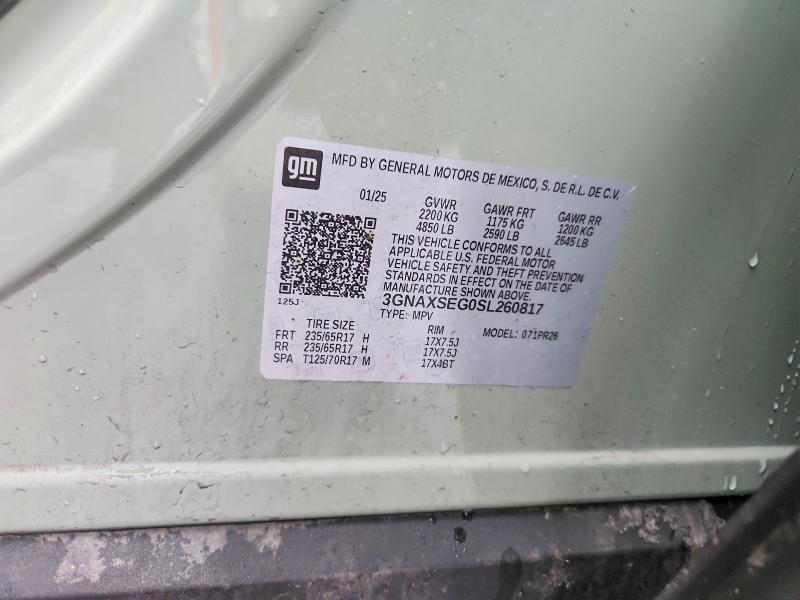 gm
MFD BY GENERAL MOTORS DE MEXICO, S. DE R.L. DE C.V.
01/25 GVWR GAWR FRT GAWR RR
2200 KG 1175 KG 1200 KG
4850 LB 2590 LB 2645 LB
THIS VEHICLE CONFORMS TO ALL
APPLICABLE U.S. FEDERAL MOTOR
VEHICLE SAFETY AND THEFT PREVENTION
STANDARDS IN EFFECT ON THE DATE OF
MANUFACTURE SHOWN ABOVE.
125J 3GNAXSEG0SL260817
TYPE: MPV
TIRE SIZE RIM MODEL: 071PR26
FRT 235/65R17 H 17X7.5J
RR 235/65R17 H 17X7.5J
SPA T125/70R17 M 17X4BT